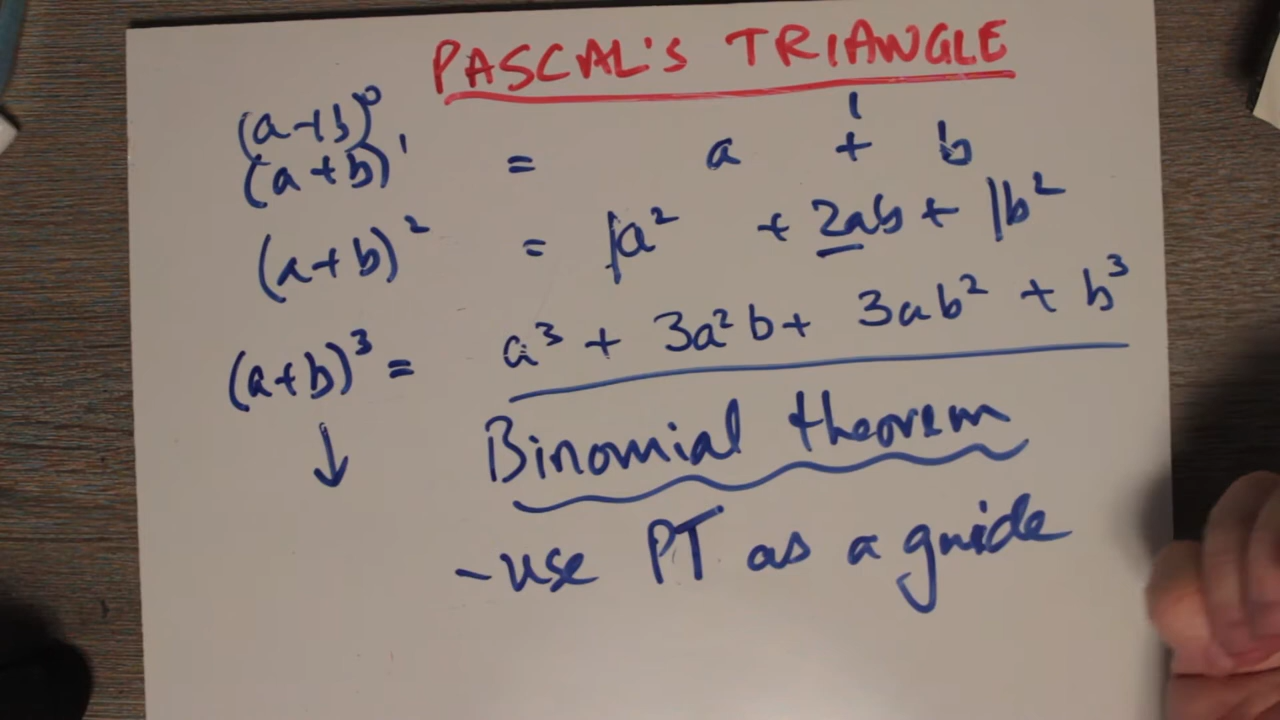 PASCAL'S TRIANGLE
(a+b)⁰ 1
(a+b)¹ = a + b
(a+b)² = 1a² + 2ab + 1b²
(a+b)³ = a³ + 3a²b + 3ab² + b³
↓
Binomial theorem
- use PT as a guide